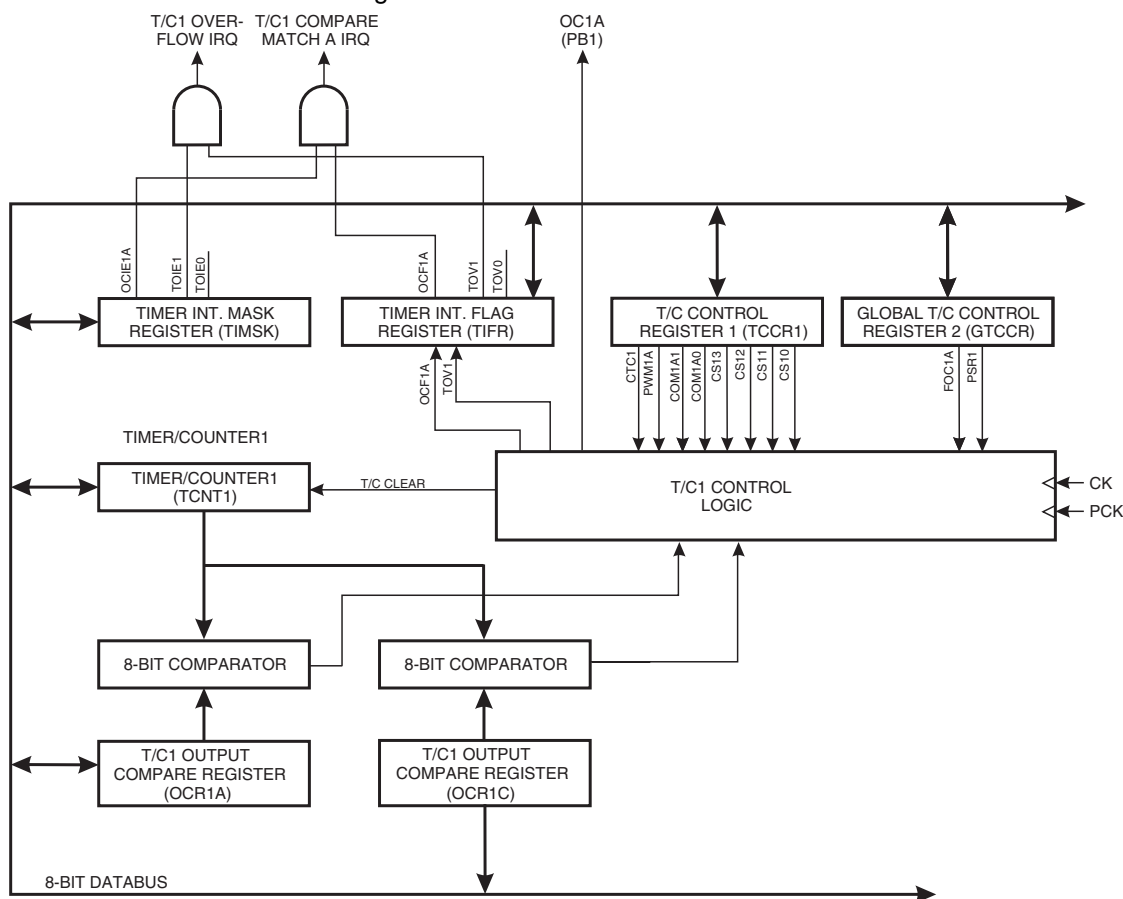 T/C1 OVER-
FLOW IRQ
T/C1 COMPARE
MATCH A IRQ
OC1A
(PB1)
OCIE1A
TOIE1
TOIE0
OCF1A
TOV1
TOV0
TIMER INT. MASK
REGISTER (TIMSK)
TIMER INT. FLAG
REGISTER (TIFR)
T/C CONTROL
REGISTER 1 (TCCR1)
GLOBAL T/C CONTROL
REGISTER 2 (GTCCR)
OCF1A
TOV1
CTC1
PWM1A
COM1A1
COM1A0
CS13
CS12
CS11
CS10
FOC1A
PSR1
TIMER/COUNTER1
TIMER/COUNTER1
(TCNT1)
T/C CLEAR
T/C1 CONTROL
LOGIC
CK
PCK
8-BIT COMPARATOR
8-BIT COMPARATOR
T/C1 OUTPUT
COMPARE REGISTER
(OCR1A)
T/C1 OUTPUT
COMPARE REGISTER
(OCR1C)
8-BIT DATABUS